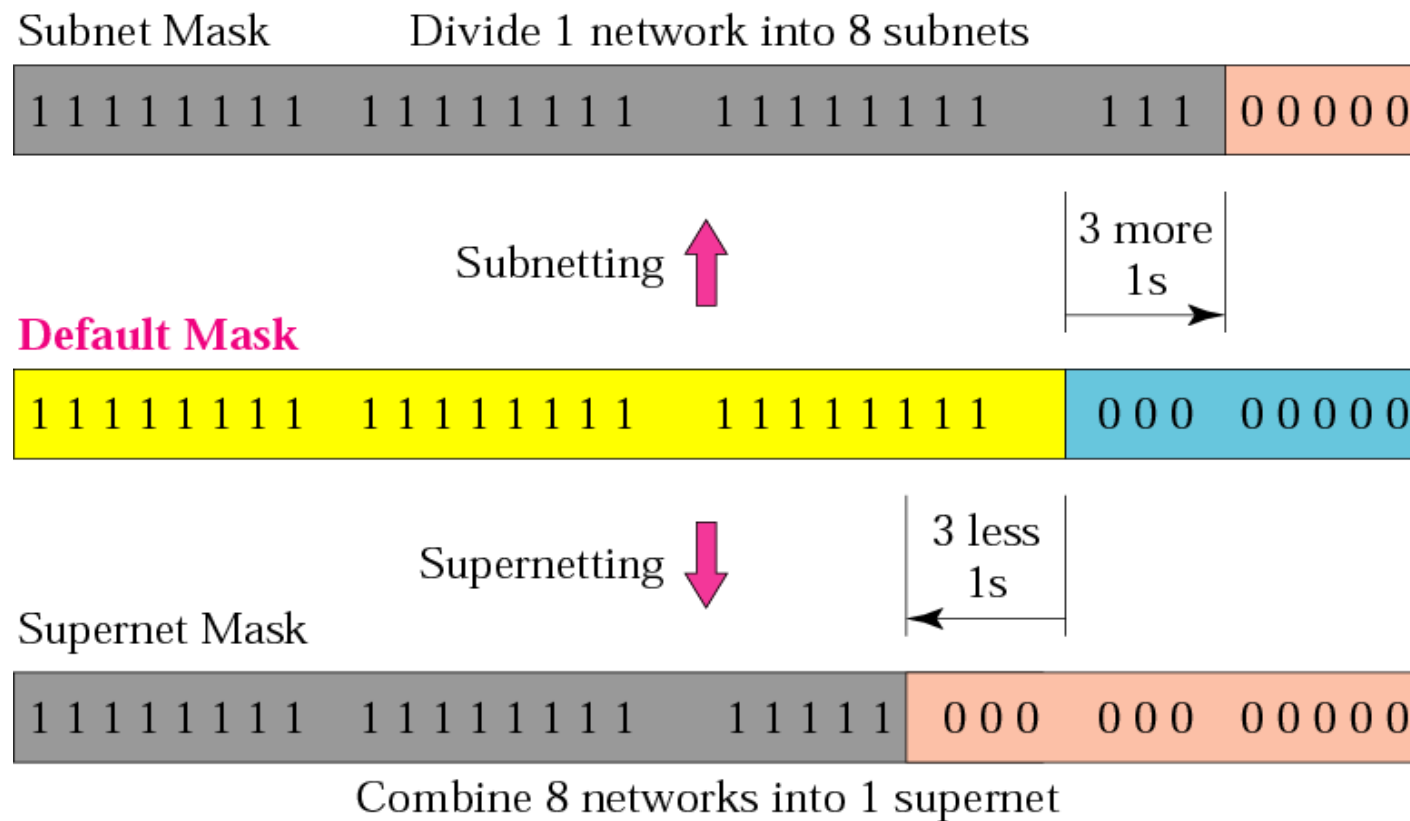 Subnet Mask Divide 1 network into 8 subnets
1 1 1 1 1 1 1 1 1 1 1 1 1 1 1 1 1 1 1 1 1 1 1 1 1 1 1 0 0 0 0 0
Subnetting
3 more
1s
Default Mask
1 1 1 1 1 1 1 1 1 1 1 1 1 1 1 1 1 1 1 1 1 1 1 1 0 0 0 0 0 0 0 0
Supernetting
3 less
1s
Supernet Mask
1 1 1 1 1 1 1 1 1 1 1 1 1 1 1 1 1 1 1 1 1 0 0 0 0 0 0 0 0 0 0 0
Combine 8 networks into 1 supernet